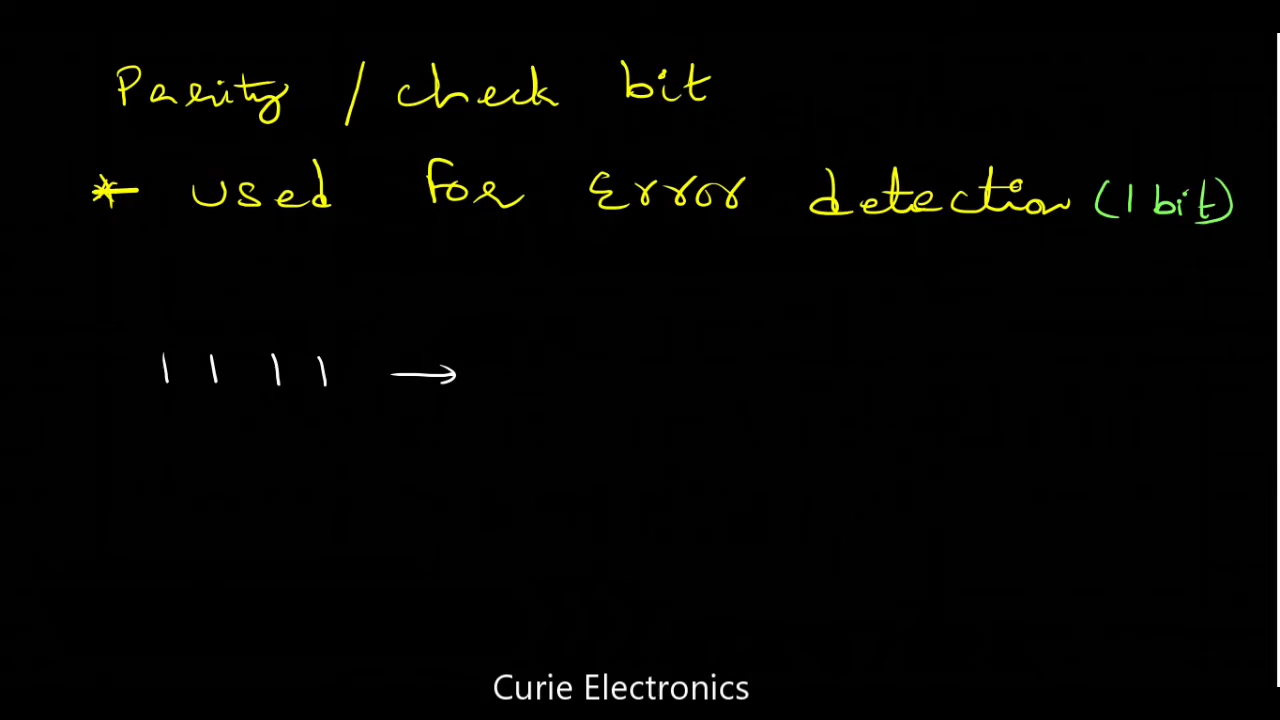 Parity / check bit
* used for Error detection (1 bit)
1 1 1 1 →
Curie Electronics